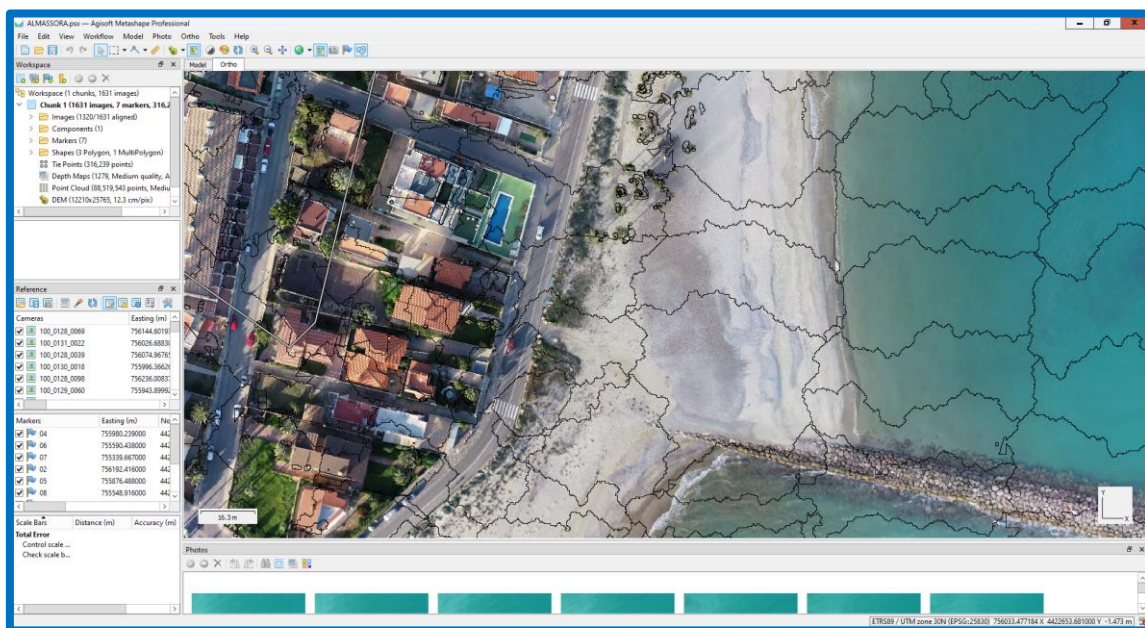 ALMASSORA.psx — Agisoft Metashape Professional
File Edit View Workflow Model Photo Ortho Tools Help
Workspace
Model Ortho
Workspace (1 chunks, 1631 images)
Chunk 1 (1631 images, 7 markers, 316,2
Images (1320/1631 aligned)
Components (1)
Markers (7)
Shapes (3 Polygon, 1 MultiPolygon)
Tie Points (316,239 points)
Depth Maps (1279, Medium quality, A
Point Cloud (88,519,543 points, Mediu
DEM (12210x25765, 12.3 cm/pix)
Reference
Cameras Easting (m)
100_0128_0069 756144.6019
100_0131_0022 756026.6883
100_0128_0039 756074.9676
100_0130_0018 755996.3662
100_0128_0098 756236.0083
100_0129_0060 755943.8999
Markers Easting (m) No
04 755980.239000 442
06 755590.438000 442
07 755339.667000 442
02 756192.416000 442
05 755876.488000 442
08 755548.916000 442
Scale Bars Distance (m) Accuracy (m)
Total Error
Control scale ...
Check scale b...
16.3 m
Y
X
Photos
ETRS89 / UTM zone 30N (EPSG::25830) 756033.477184 X 4422653.681000 Y -1.473 m